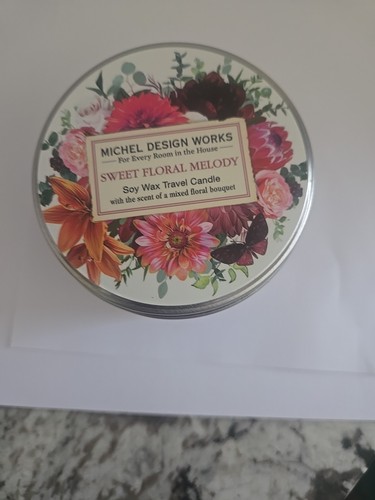 MICHEL DESIGN WORKS
For Every Room in the House
SWEET FLORAL MELODY
Soy Wax Travel Candle
with the scent of a mixed floral bouquet